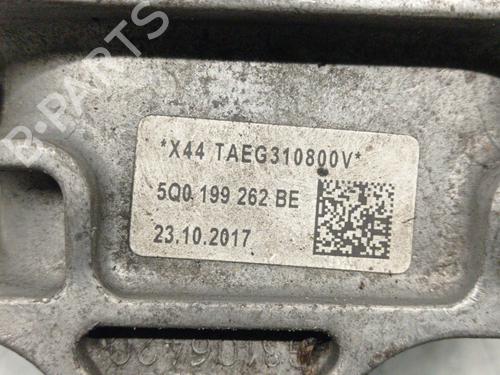 B-PARTS
*X44 TAEG310800V*
5Q0 199 262 BE
23.10.2017